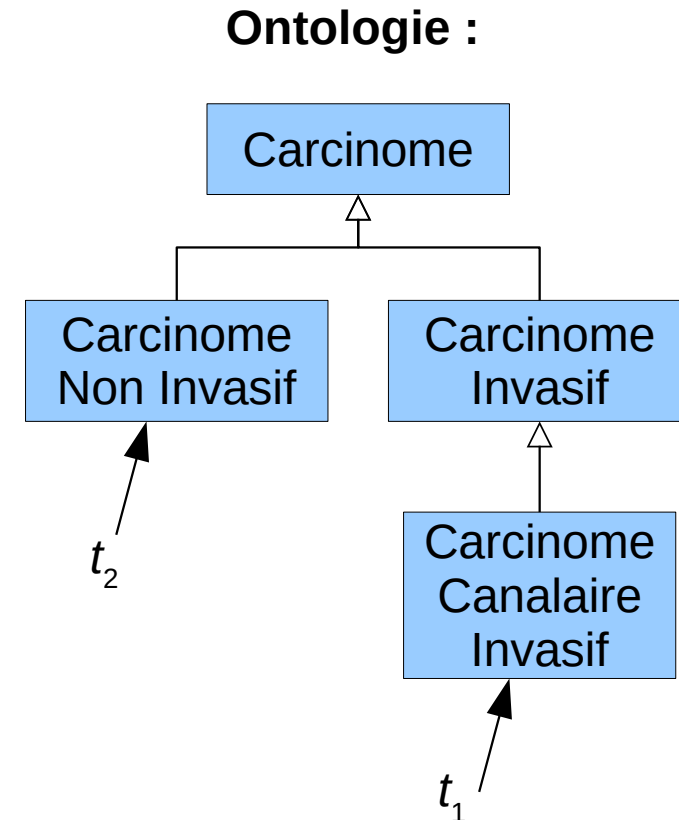 Ontologie :
Carcinome
Carcinome
Non Invasif
Carcinome
Invasif
t₂
Carcinome
Canalaire
Invasif
t₁